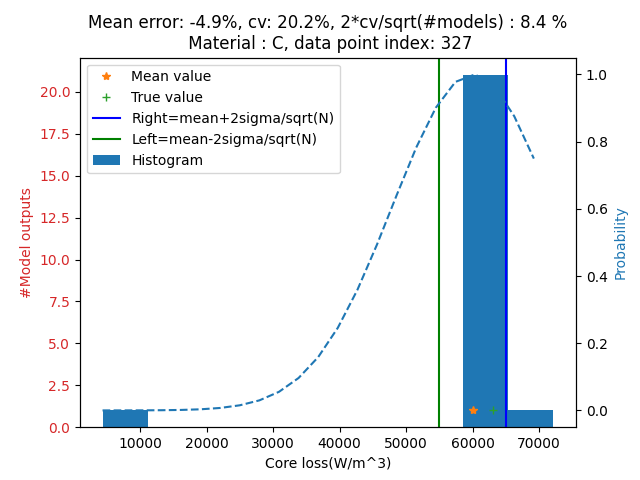 Mean error: -4.9%, cv: 20.2%, 2*cv/sqrt(#models) : 8.4 %
Material : C, data point index: 327
Mean value
True value
Right=mean+2sigma/sqrt(N)
Left=mean-2sigma/sqrt(N)
Histogram
#Model outputs
20.0
17.5
15.0
12.5
10.0
7.5
5.0
2.5
0.0
1.0
0.8
0.6
0.4
0.2
0.0
Probability
10000 20000 30000 40000 50000 60000 70000
Core loss(W/m^3)